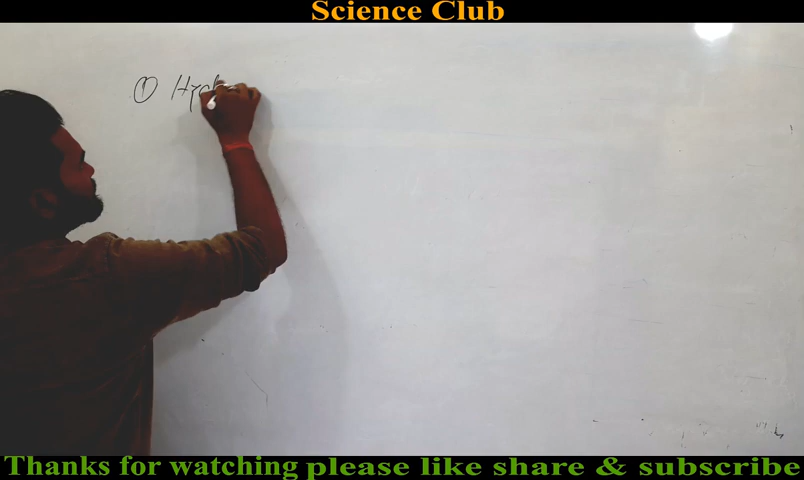 Science Club
① Hyd
Thanks for watching please like share & subscribe